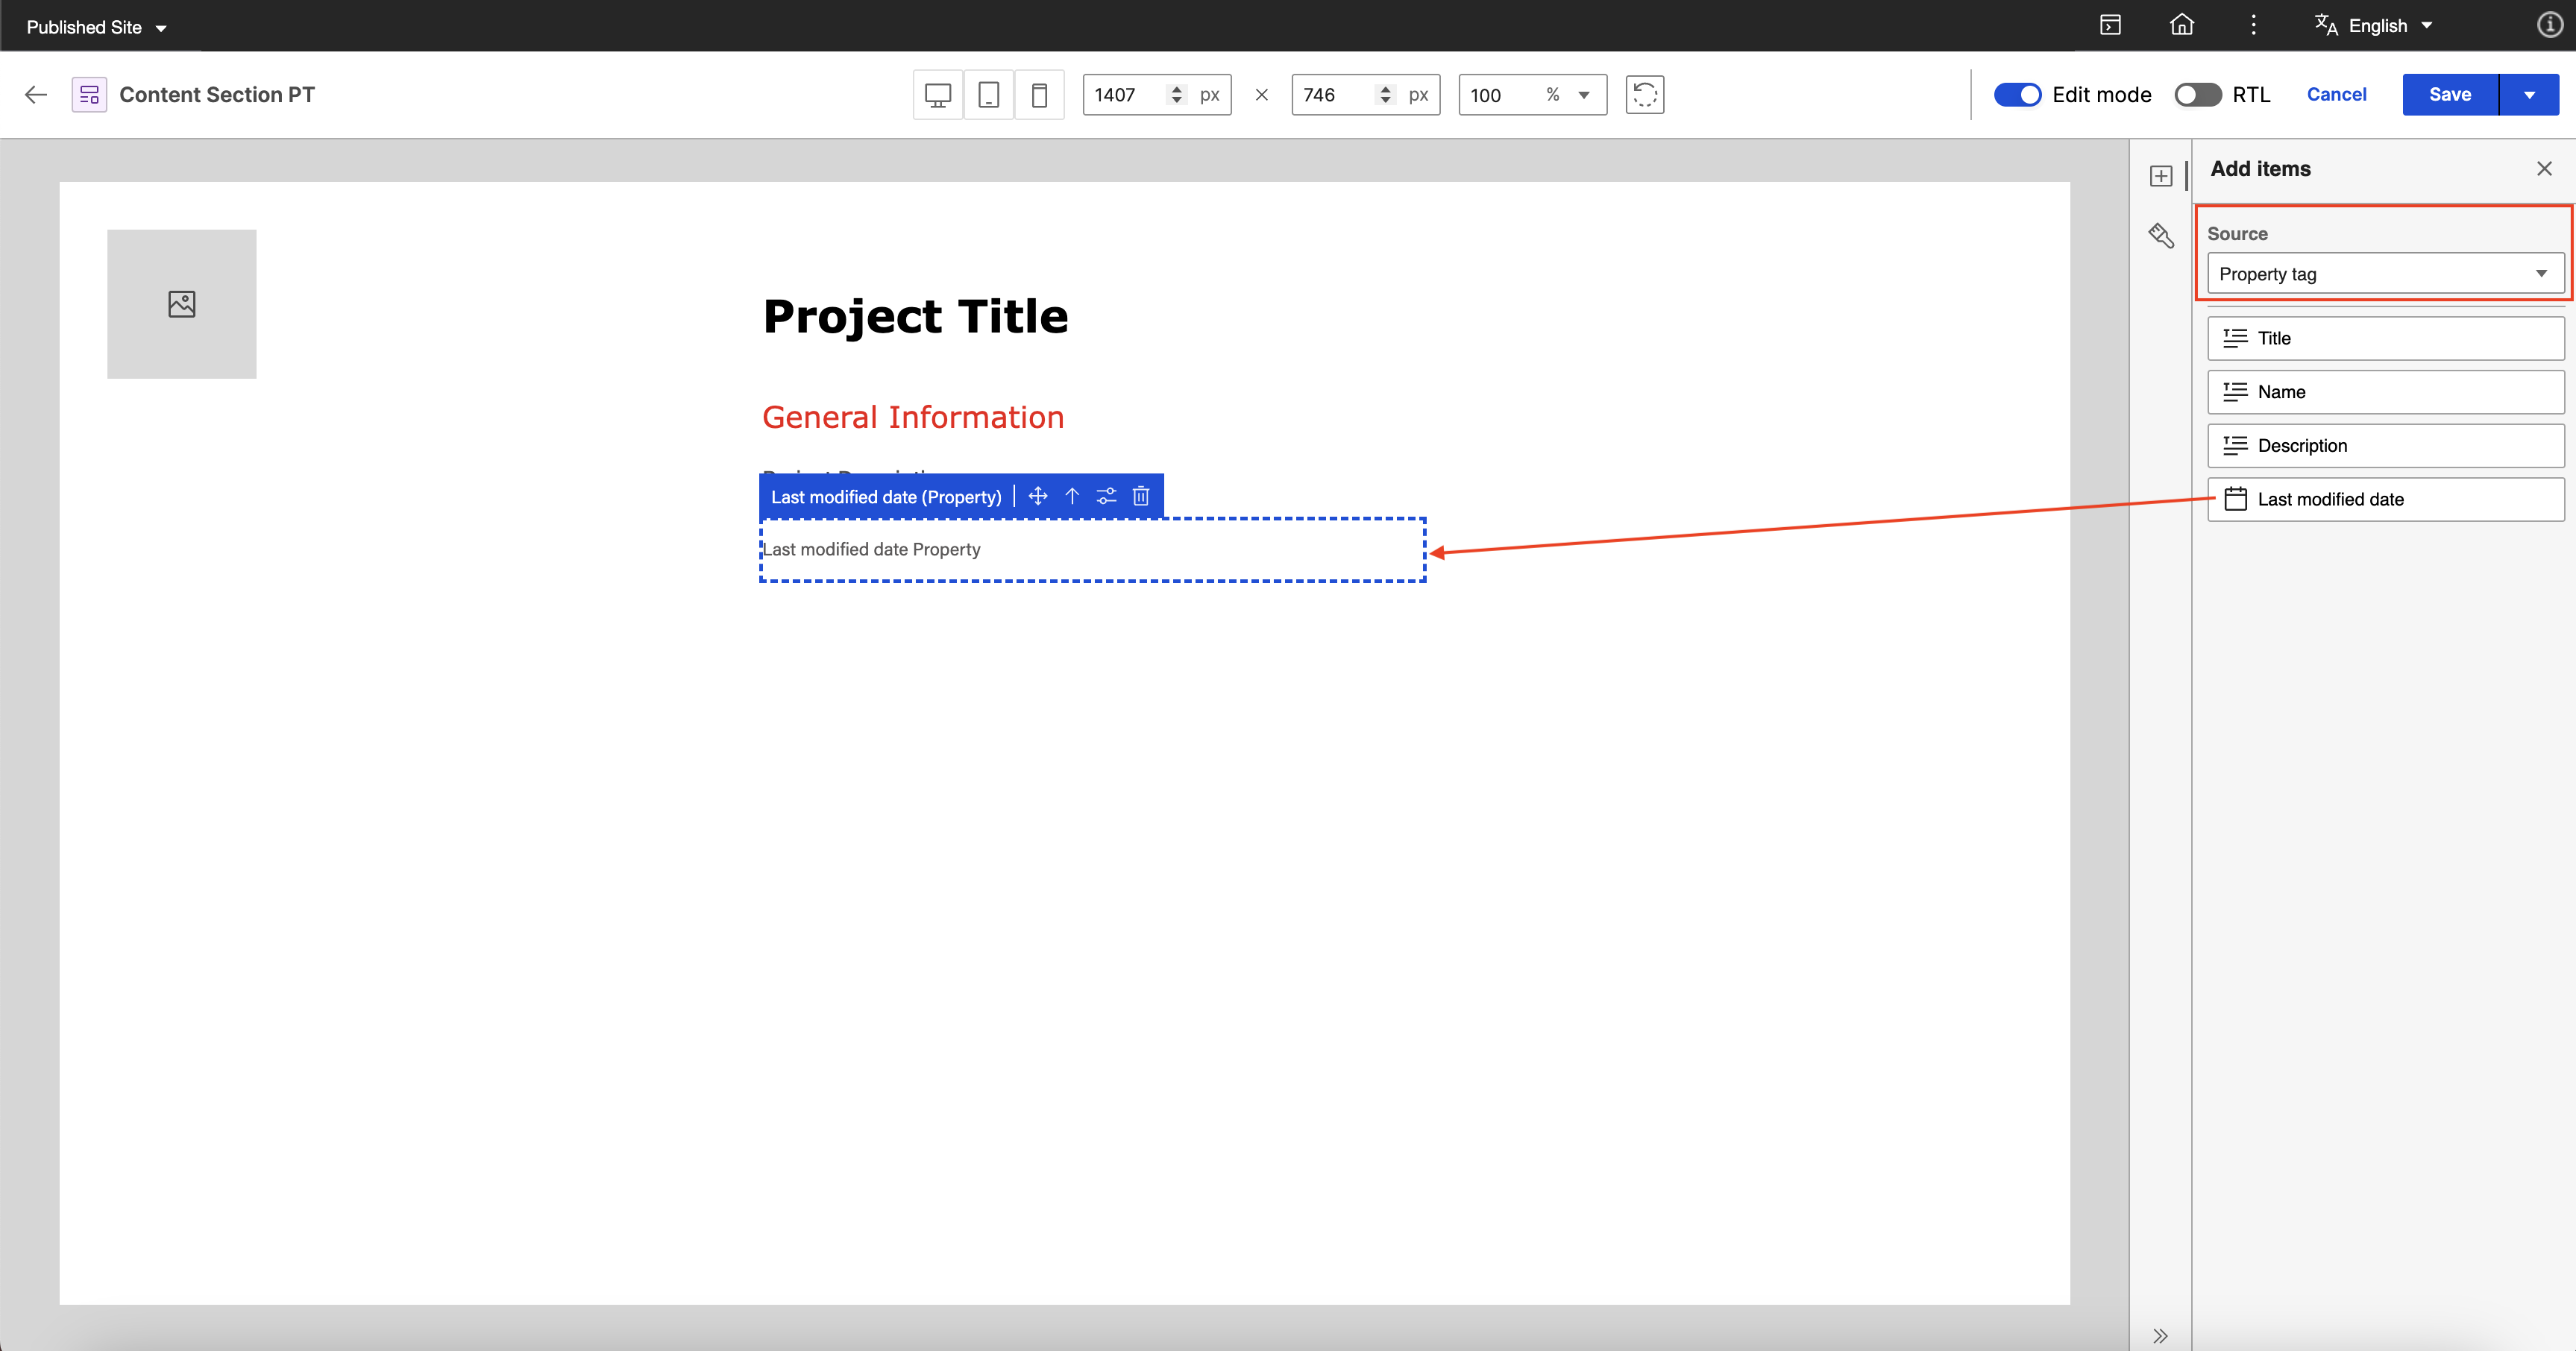 Published Site
English
Content Section PT
1407 px × 746 px 100 %
Edit mode
RTL
Cancel
Save
Add items
Source
Property tag
Title
Name
Description
Last modified date
Project Title
General Information
Last modified date (Property)
Last modified date Property